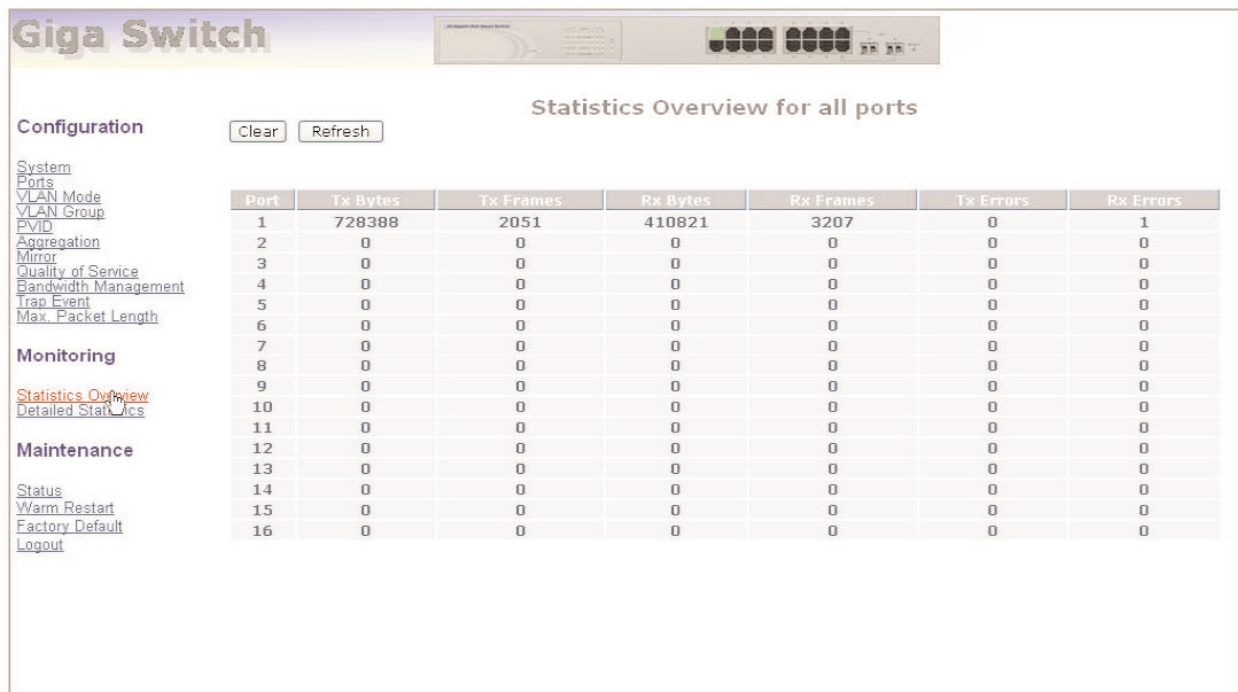 Giga Switch
Statistics Overview for all ports
Configuration
Clear Refresh
System
Ports
VLAN Mode
VLAN Group
PVID
Aggregation
Mirror
Quality of Service
Bandwidth Management
Trap Event
Max. Packet Length
Monitoring
Statistics Overview
Detailed Statistics
Maintenance
Status
Warm Restart
Factory Default
Logout
Port Tx Bytes Tx Frames Rx Bytes Rx Frames Tx Errors Rx Errors
1 728388 2051 410821 3207 0 1
2 0 0 0 0 0 0
3 0 0 0 0 0 0
4 0 0 0 0 0 0
5 0 0 0 0 0 0
6 0 0 0 0 0 0
7 0 0 0 0 0 0
8 0 0 0 0 0 0
9 0 0 0 0 0 0
10 0 0 0 0 0 0
11 0 0 0 0 0 0
12 0 0 0 0 0 0
13 0 0 0 0 0 0
14 0 0 0 0 0 0
15 0 0 0 0 0 0
16 0 0 0 0 0 0